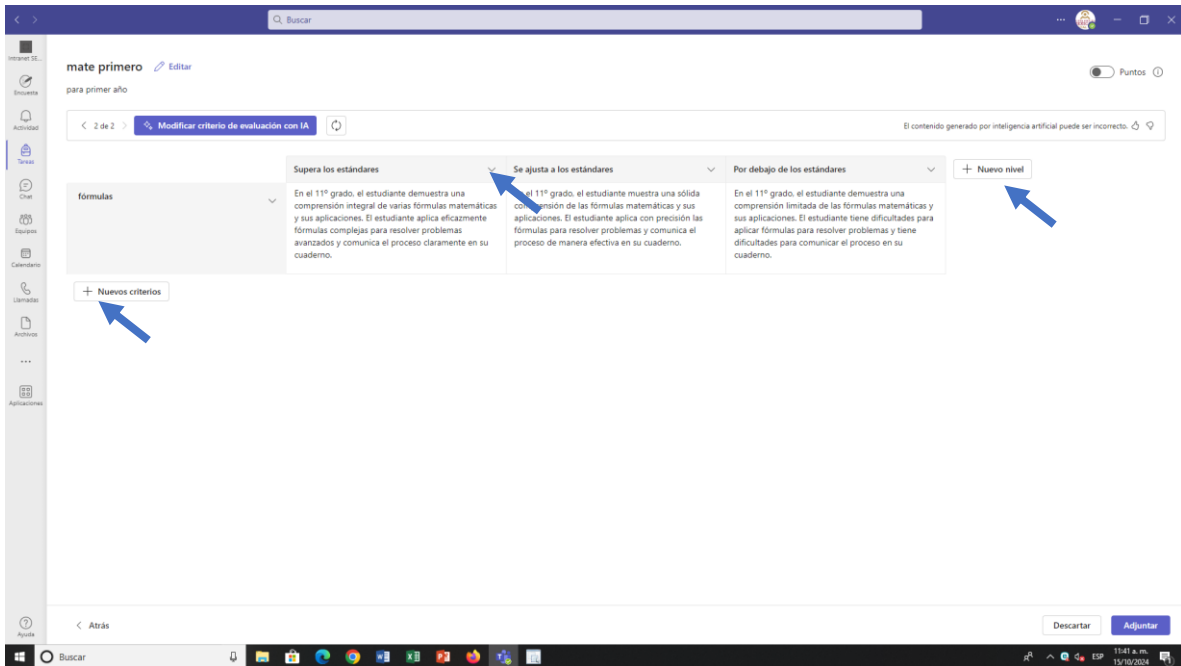 Buscar
Intranet SE...
Encuesta
Actividad
Tareas
Chat
Equipos
Calendario
Llamadas
Archivos
Aplicaciones
Ayuda
mate primero
Editar
Puntos
para primer año
2 de 2
Modificar criterio de evaluación con IA
El contenido generado por inteligencia artificial puede ser incorrecto.
Supera los estándares
Se ajusta a los estándares
Por debajo de los estándares
+ Nuevo nivel
fórmulas
En el 11º grado, el estudiante demuestra una
comprensión integral de varias fórmulas matemáticas
y sus aplicaciones. El estudiante aplica eficazmente
fórmulas complejas para resolver problemas
avanzados y comunica el proceso claramente en su
cuaderno.
el 11º grado, el estudiante muestra una sólida
de las fórmulas matemáticas y sus
aplicaciones. El estudiante aplica con precisión las
fórmulas para resolver problemas y comunica el
proceso de manera efectiva en su cuaderno.
En el 11º grado, el estudiante demuestra una
comprensión limitada de las fórmulas matemáticas y
sus aplicaciones. El estudiante tiene dificultades para
aplicar fórmulas para resolver problemas y tiene
dificultades para comunicar el proceso en su
cuaderno.
+ Nuevos criterios
Atrás
Descartar
Adjuntar
Buscar
ESP
11:41 a. m.
15/10/2024